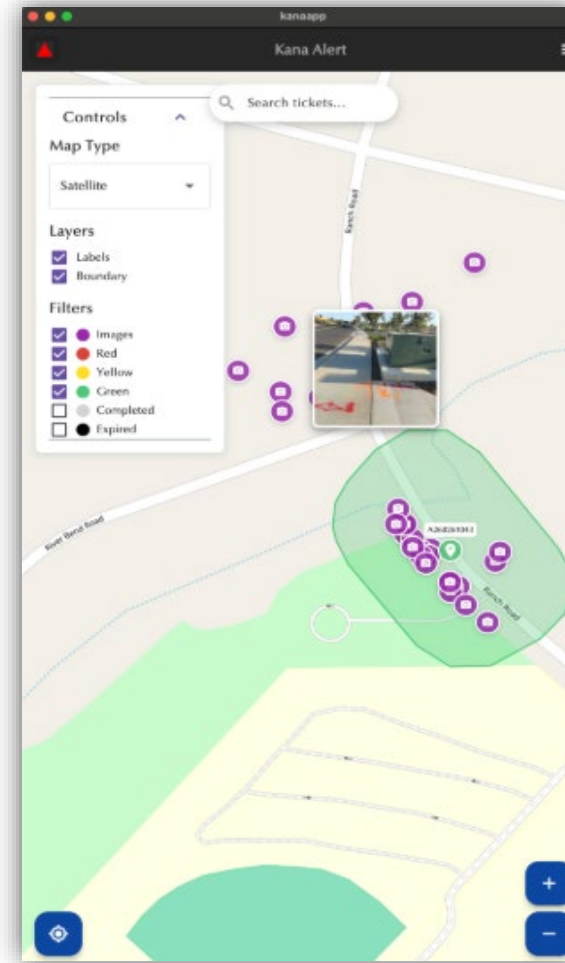 kanaapp
Kana Alert
Search tickets...
Controls
Map Type
Satellite
Layers
Labels
Boundary
Filters
Images
Red
Yellow
Green
Completed
Expired
Ranch Road
River Bend Road
Ranch Road